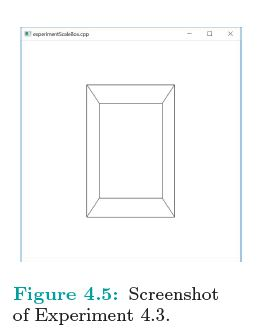 experimentScaleBox.cpp
Figure 4.5: Screenshot
of Experiment 4.3.